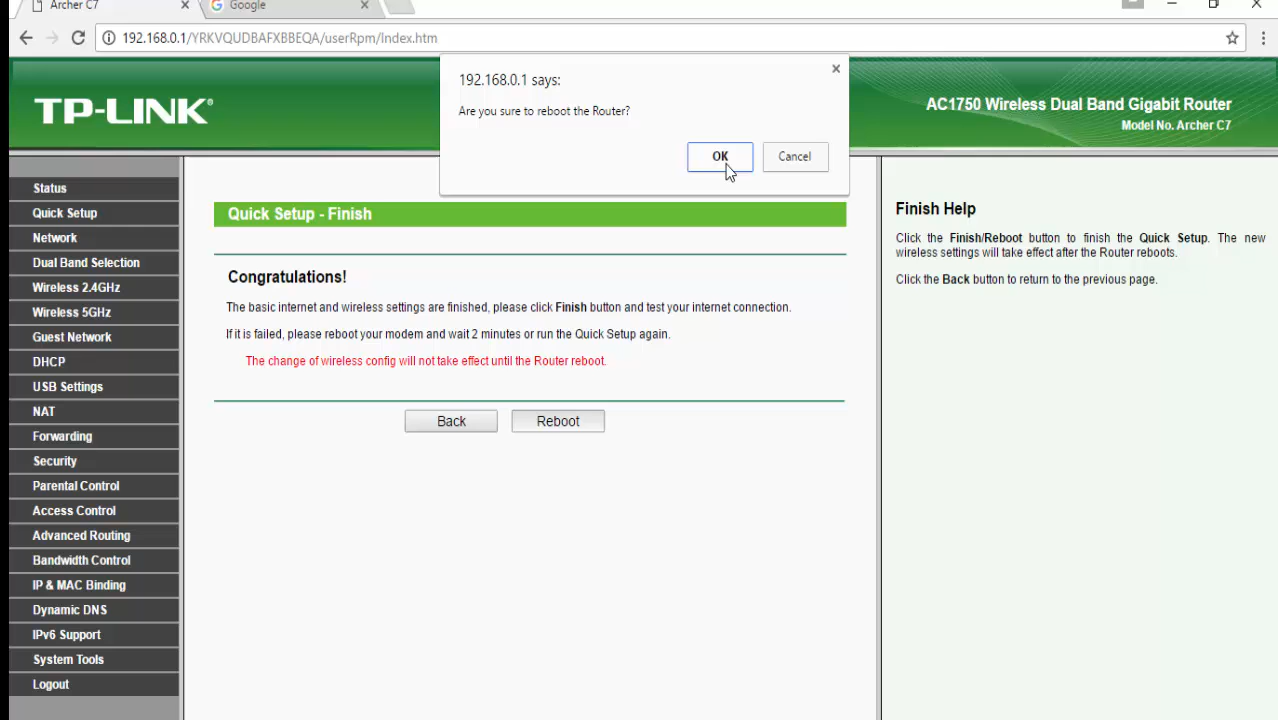 Archer C7
Google
192.168.0.1/YRKVQUDBAFXBBEQA/userRpm/Index.htm
192.168.0.1 says:
Are you sure to reboot the Router?
OK
Cancel
TP-LINK®
AC1750 Wireless Dual Band Gigabit Router
Model No. Archer C7
Status
Quick Setup
Network
Dual Band Selection
Wireless 2.4GHz
Wireless 5GHz
Guest Network
DHCP
USB Settings
NAT
Forwarding
Security
Parental Control
Access Control
Advanced Routing
Bandwidth Control
IP & MAC Binding
Dynamic DNS
IPv6 Support
System Tools
Logout
Quick Setup - Finish
Congratulations!
The basic internet and wireless settings are finished, please click Finish button and test your internet connection.
If it is failed, please reboot your modem and wait 2 minutes or run the Quick Setup again.
The change of wireless config will not take effect until the Router reboot.
Back
Reboot
Finish Help
Click the Finish/Reboot button to finish the Quick Setup. The new
wireless settings will take effect after the Router reboots.
Click the Back button to return to the previous page.